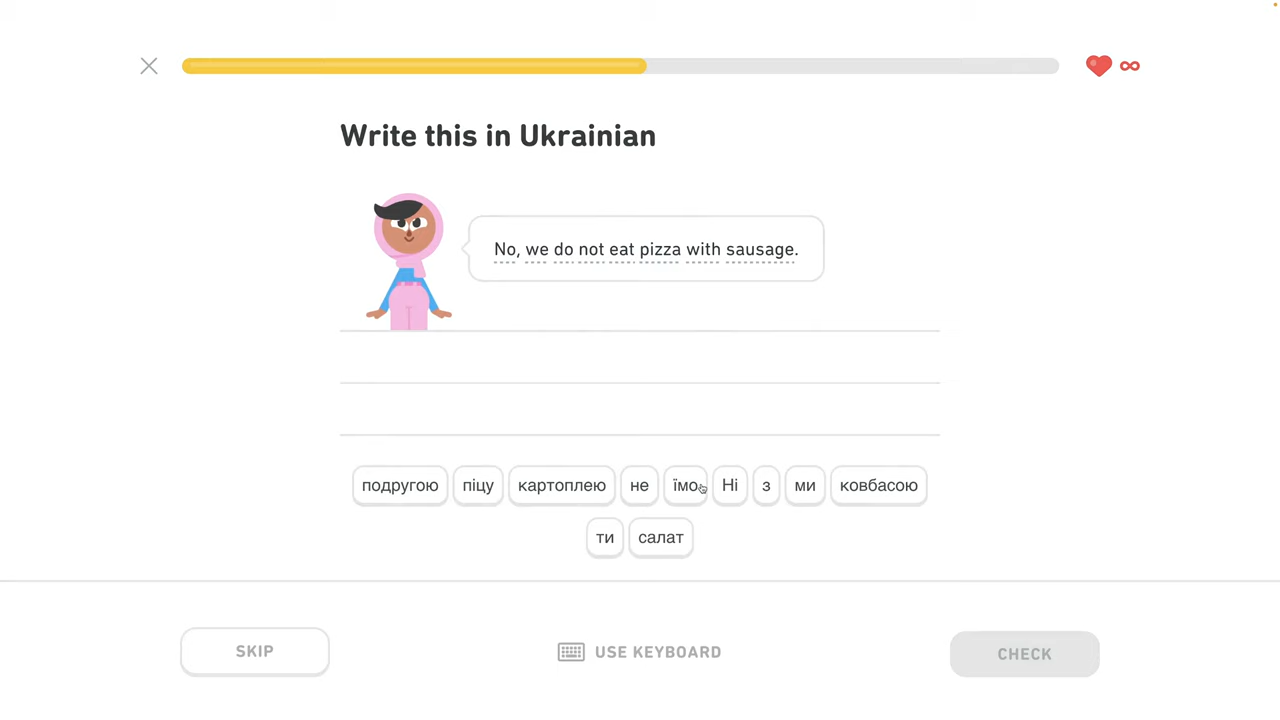 Write this in Ukrainian
No, we do not eat pizza with sausage.
подругою піцу картоплею не їмо Ні з ми ковбасою
ти салат
SKIP USE KEYBOARD CHECK